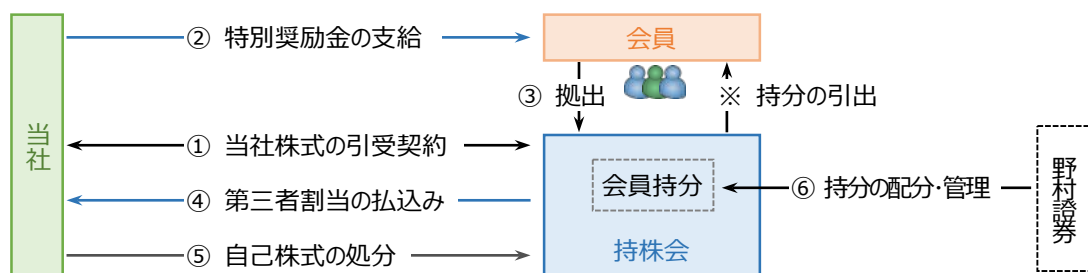 ② 特別奨励金の支給
会員
③ 拠出
※ 持分の引出
当社
① 当社株式の引受契約
会員持分
⑥ 持分の配分・管理
野村證券
④ 第三者割当の払込み
⑤ 自己株式の処分
持株会